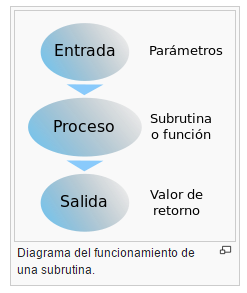 Entrada
Parámetros
Proceso
Subrutina
o función
Salida
Valor de
retorno
Diagrama del funcionamiento de
una subrutina.